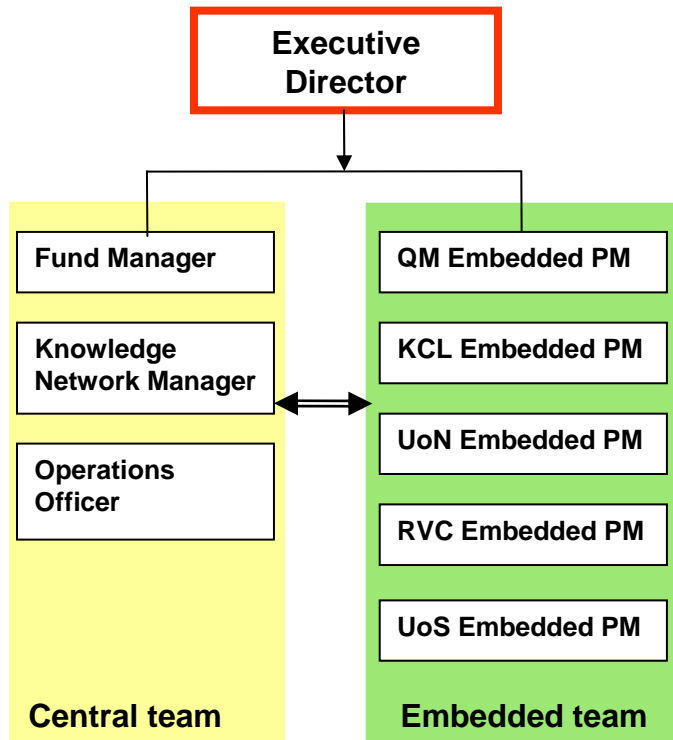 Executive
Director
Fund Manager
Knowledge
Network Manager
Operations
Officer
Central team
QM Embedded PM
KCL Embedded PM
UoN Embedded PM
RVC Embedded PM
UoS Embedded PM
Embedded team